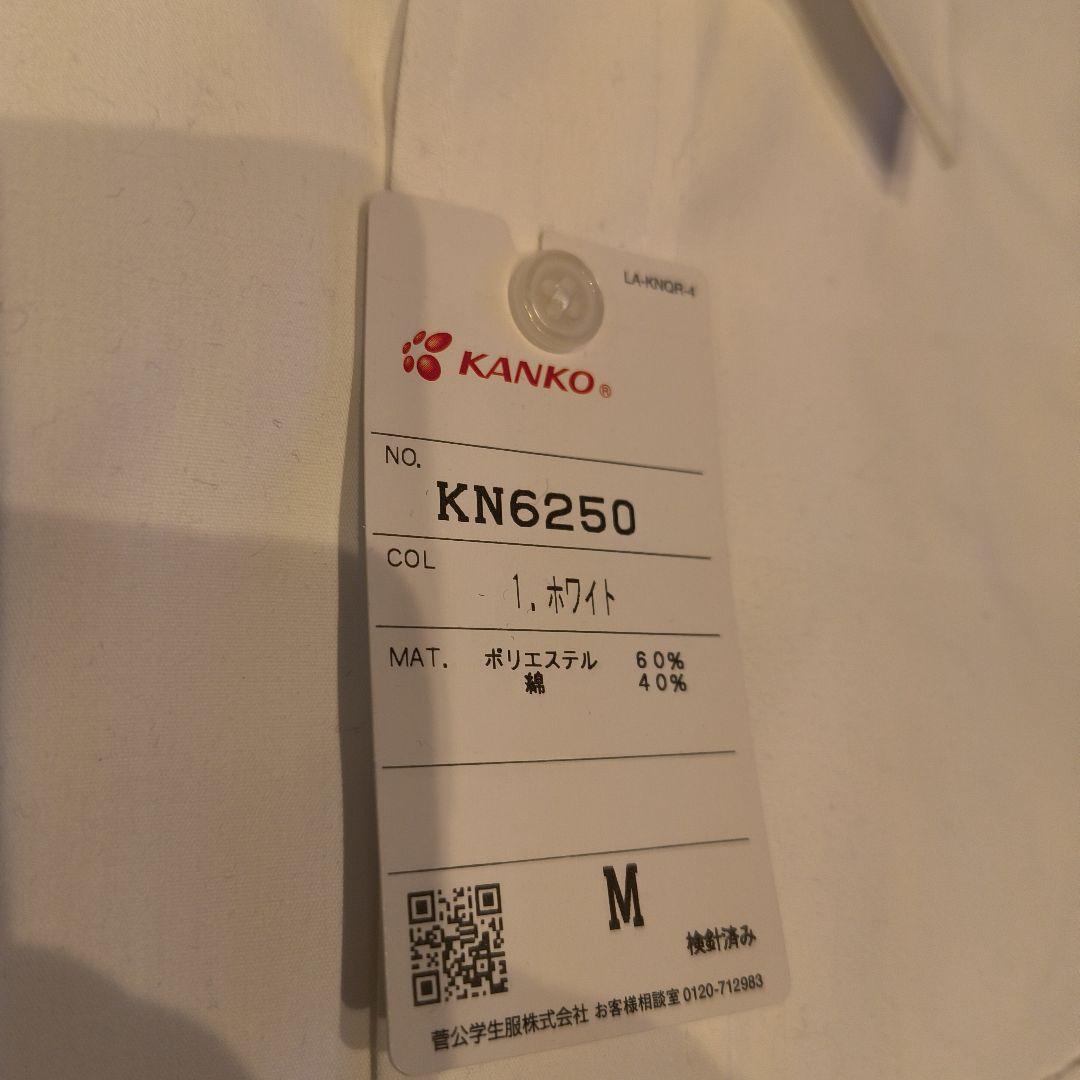 LA-KNQR-4
KANKO®
NO.
KN6250
COL
1.ホワイト
MAT. ポリエステル 60%
綿 40%
M
検針済み
菅公学生服株式会社 お客様相談室 0120-712983